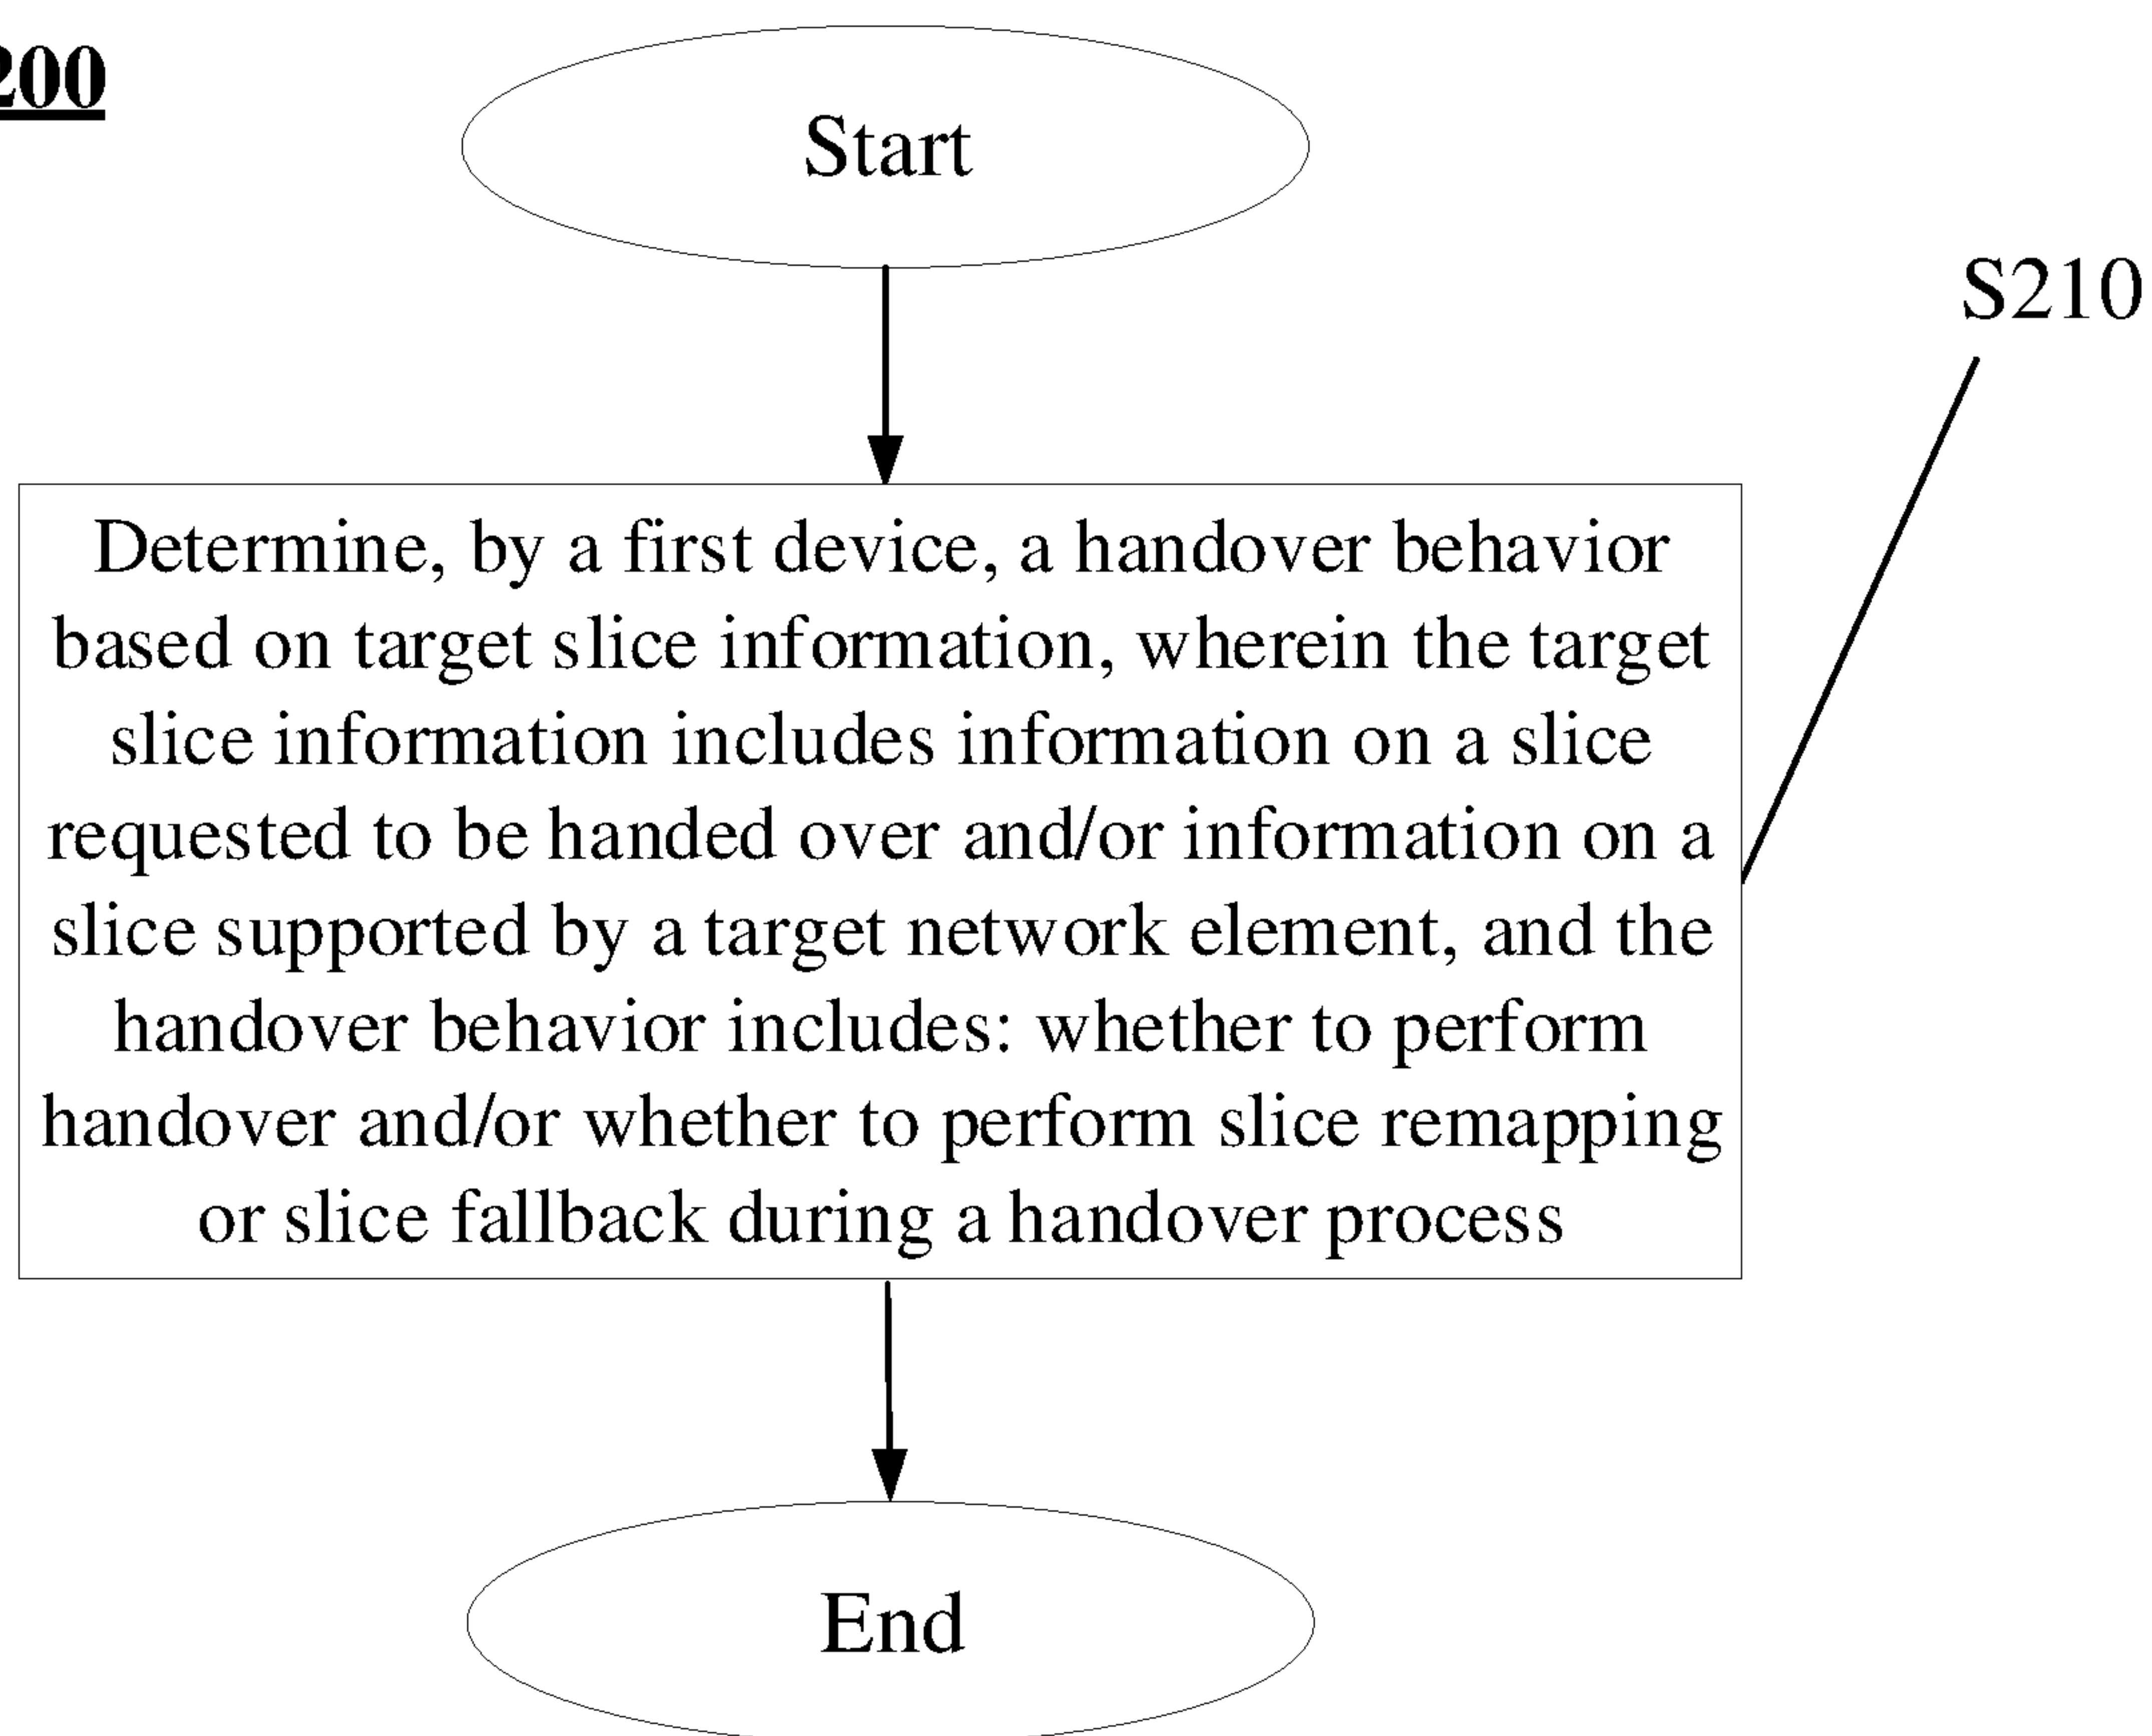 200
Start
S210
Determine, by a first device, a handover behavior
based on target slice information, wherein the target
slice information includes information on a slice
requested to be handed over and/or information on a
slice supported by a target network element, and the
handover behavior includes: whether to perform
handover and/or whether to perform slice remapping
or slice fallback during a handover process
End